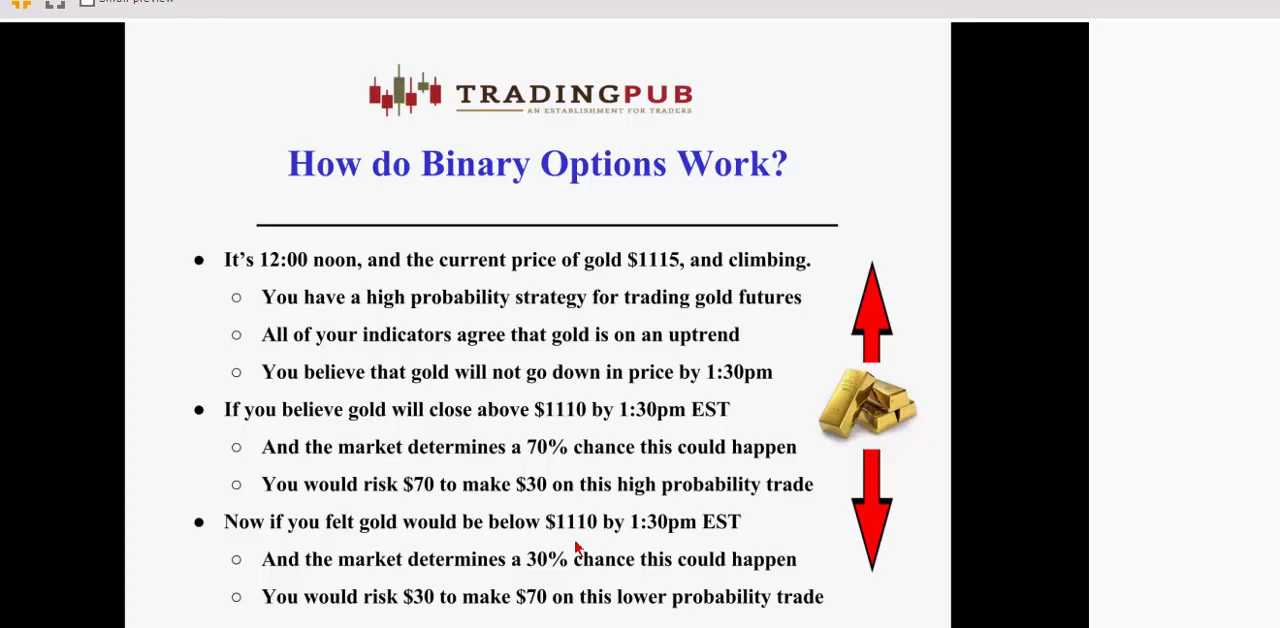 Small preview
TRADINGPUB
AN ESTABLISHMENT FOR TRADERS
How do Binary Options Work?
● It's 12:00 noon, and the current price of gold $1115, and climbing.
○ You have a high probability strategy for trading gold futures
○ All of your indicators agree that gold is on an uptrend
○ You believe that gold will not go down in price by 1:30pm
● If you believe gold will close above $1110 by 1:30pm EST
○ And the market determines a 70% chance this could happen
○ You would risk $70 to make $30 on this high probability trade
● Now if you felt gold would be below $1110 by 1:30pm EST
○ And the market determines a 30% chance this could happen
○ You would risk $30 to make $70 on this lower probability trade